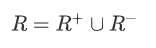 R = R⁺ ∪ R⁻